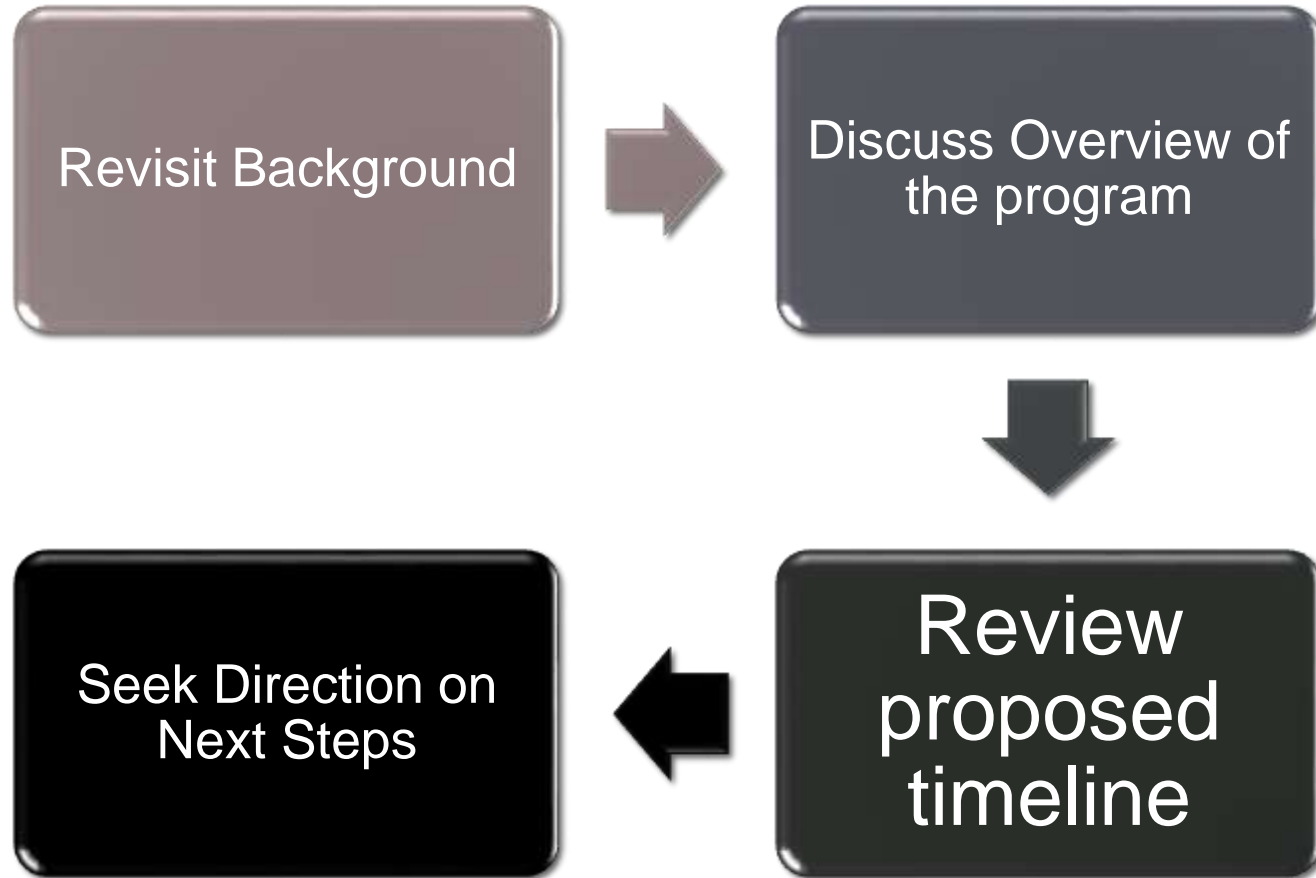 Revisit Background
Discuss Overview of
the program
Review
proposed
timeline
Seek Direction on
Next Steps